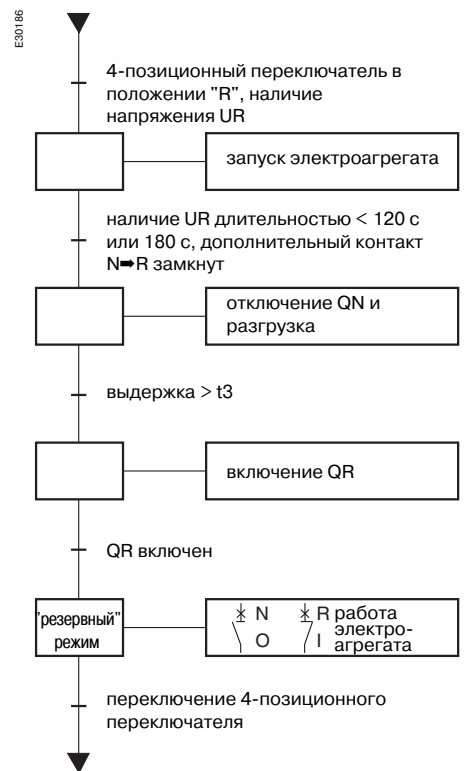 E30186
4-позиционный переключатель в
положении "R", наличие
напряжения UR
запуск электроагрегата
наличие UR длительностью < 120 с
или 180 с, дополнительный контакт
N➡R замкнут
отключение QN и
разгрузка
выдержка > t3
включение QR
QR включен
"резервный"
режим
N R работа
электро-
O I агрегата
переключение 4-позиционного
переключателя